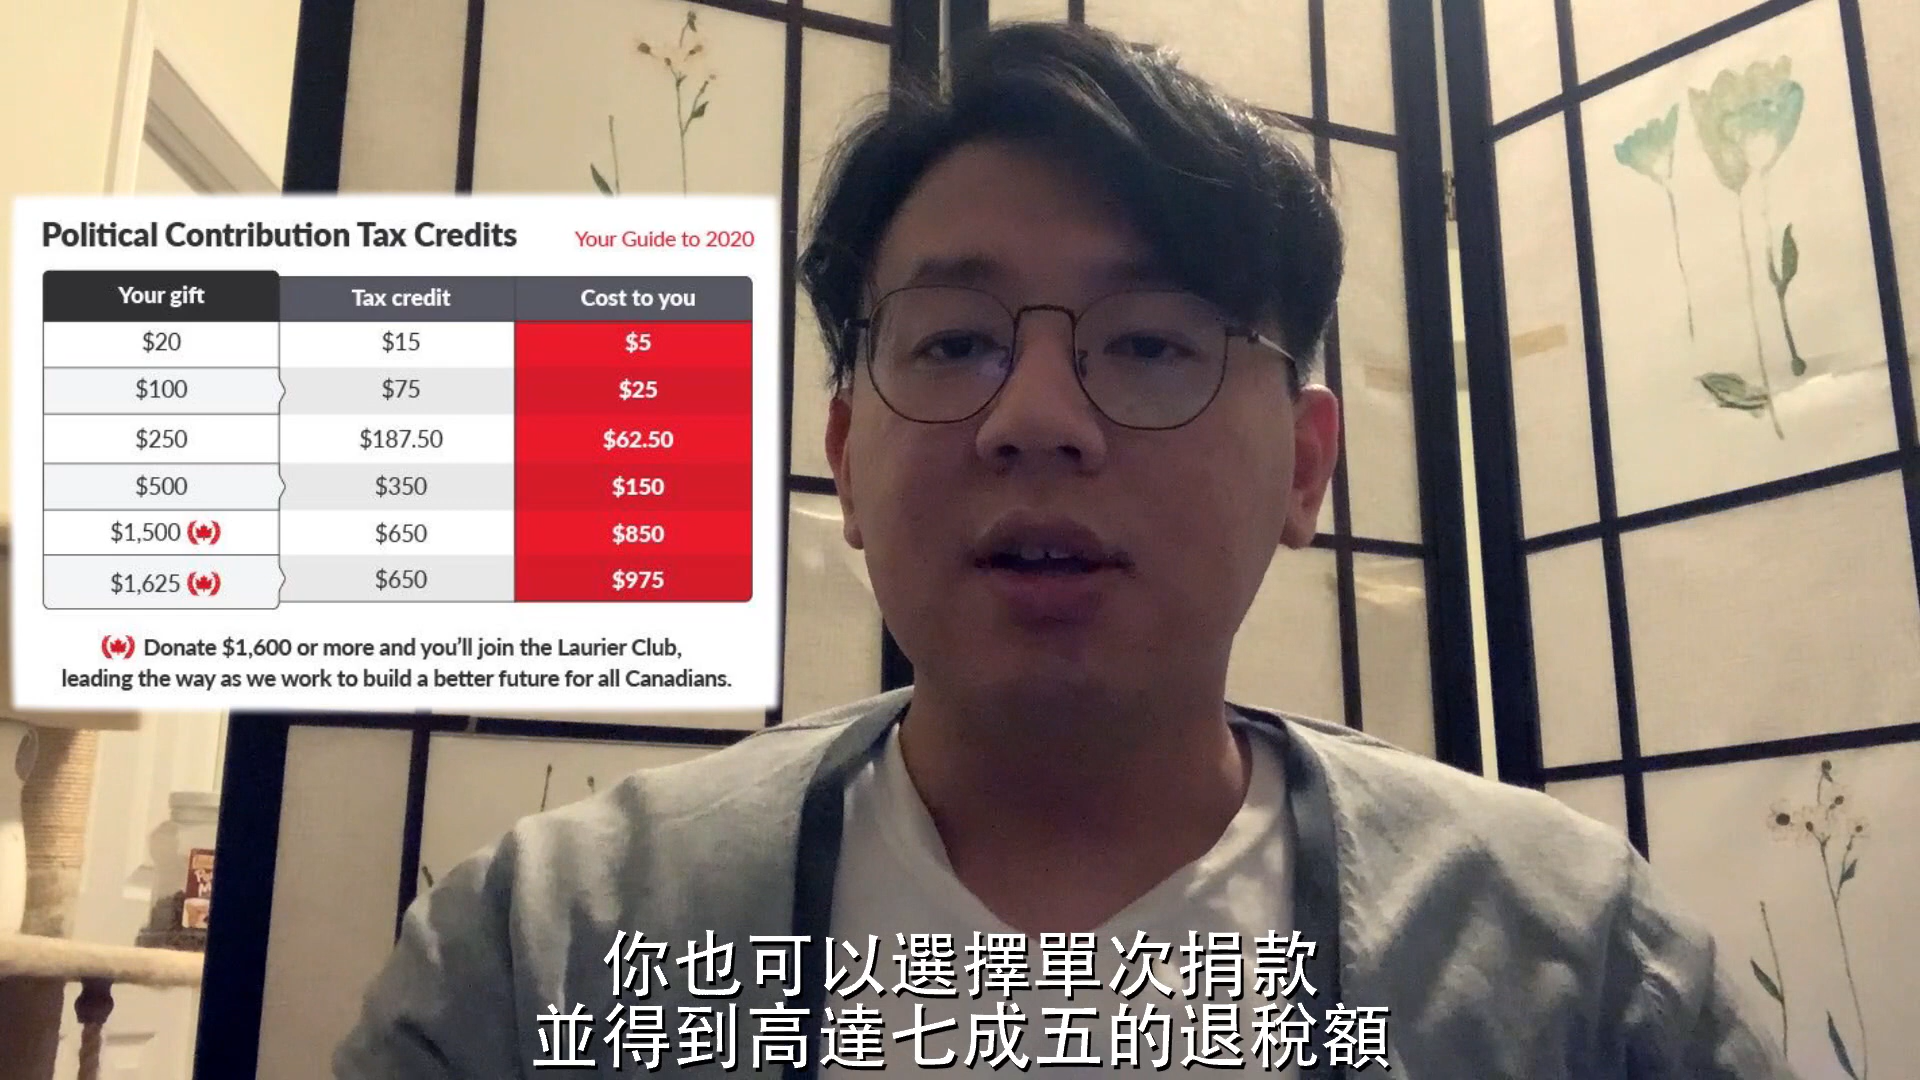 Political Contribution Tax Credits Your Guide to 2020
Your gift Tax credit Cost to you
$20 $15 $5
$100 $75 $25
$250 $187.50 $62.50
$500 $350 $150
$1,500 $650 $850
$1,625 $650 $975
Donate $1,600 or more and you’ll join the Laurier Club,
leading the way as we work to build a better future for all Canadians.
你也可以選擇單次捐款
並得到高達七成五的退稅額